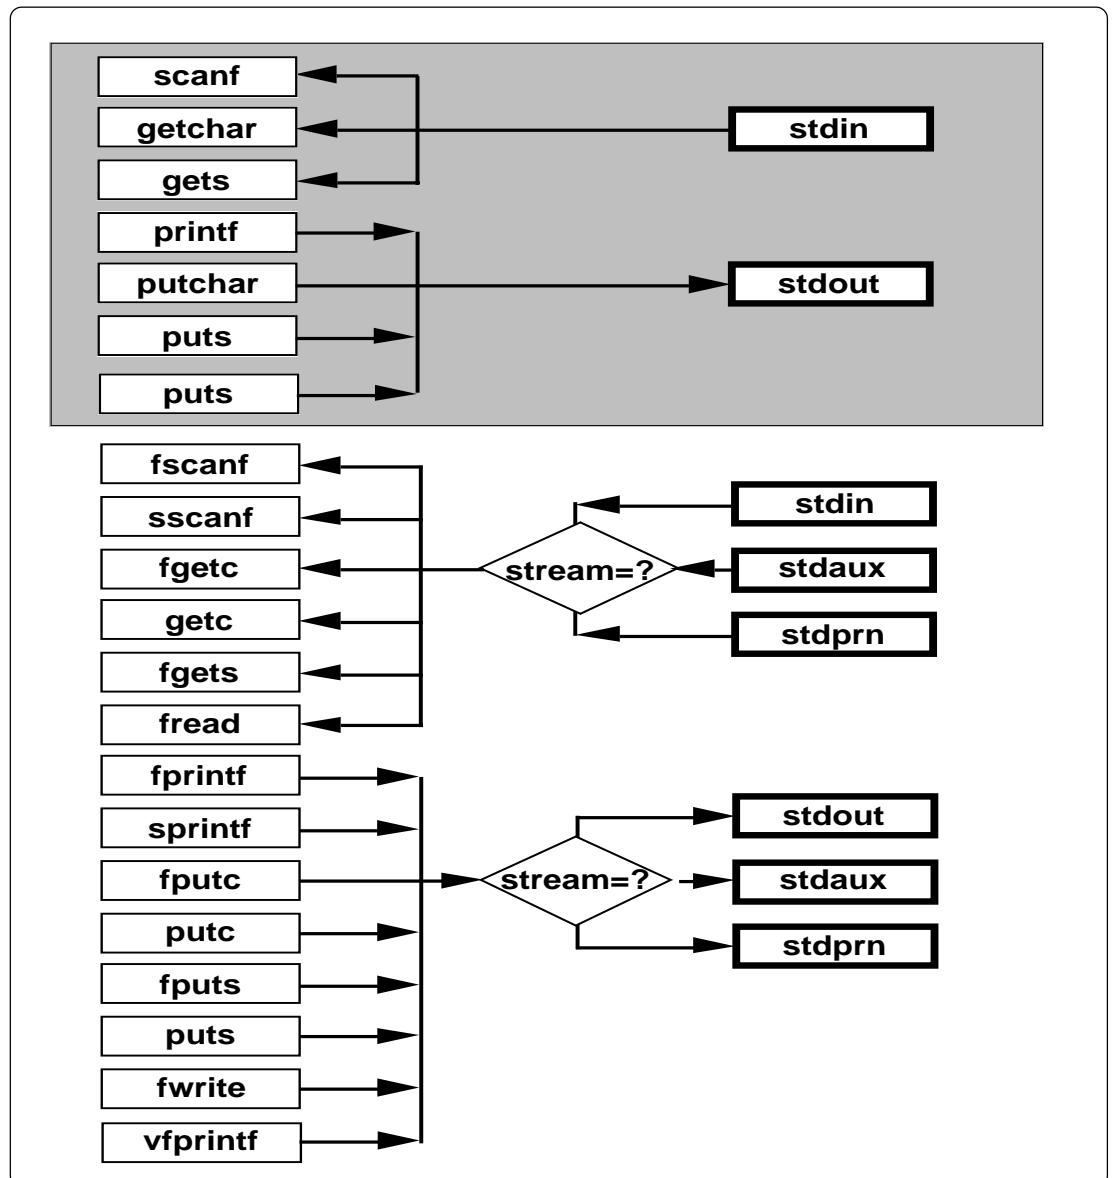 scanf
getchar
stdin
gets
printf
putchar
stdout
puts
puts
fscanf
sscanf
stdin
fgetc
stream=?
stdaux
getc
stdprn
fgets
fread
fprintf
sprintf
stdout
fputc
stream=?
stdaux
putc
stdprn
fputs
puts
fwrite
vfprintf